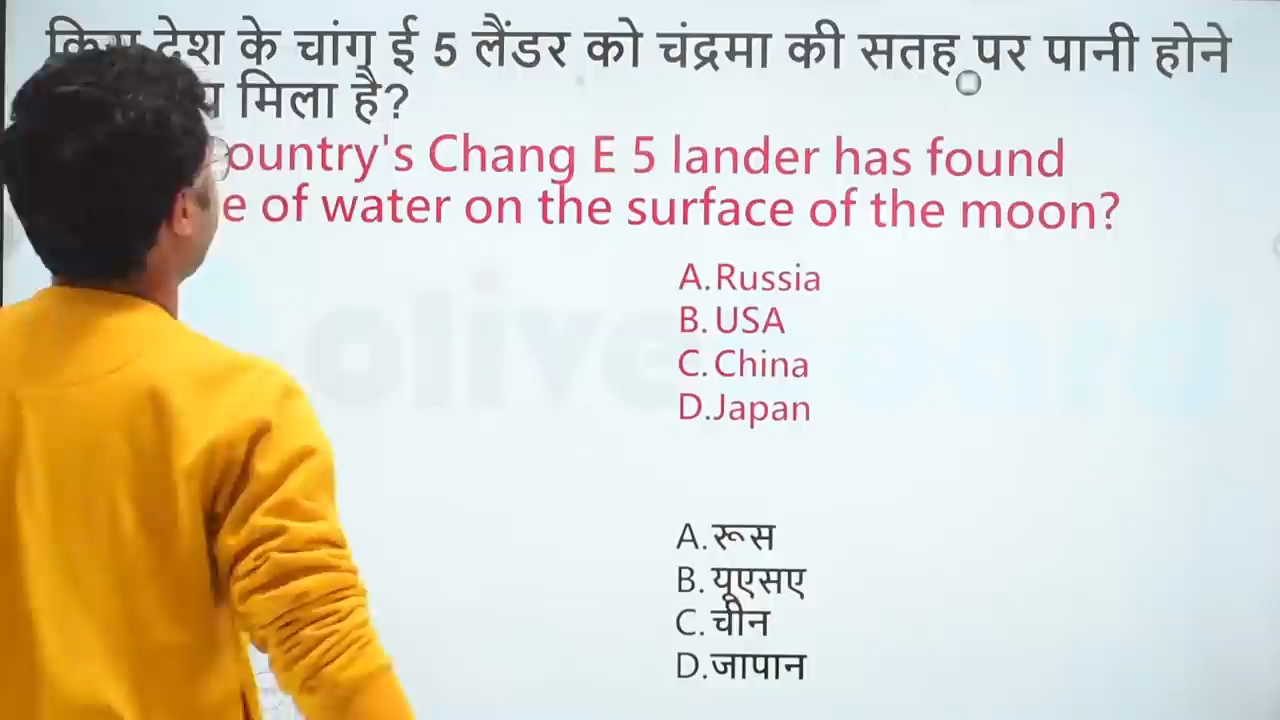 देश के चांग ई 5 लैंडर को चंद्रमा की सतह पर पानी होने
मिला है?
ountry's Chang E 5 lander has found
e of water on the surface of the moon?
A.Russia
B.USA
C.China
D.Japan
A.रूस
B.यूएसए
C.चीन
D.जापान